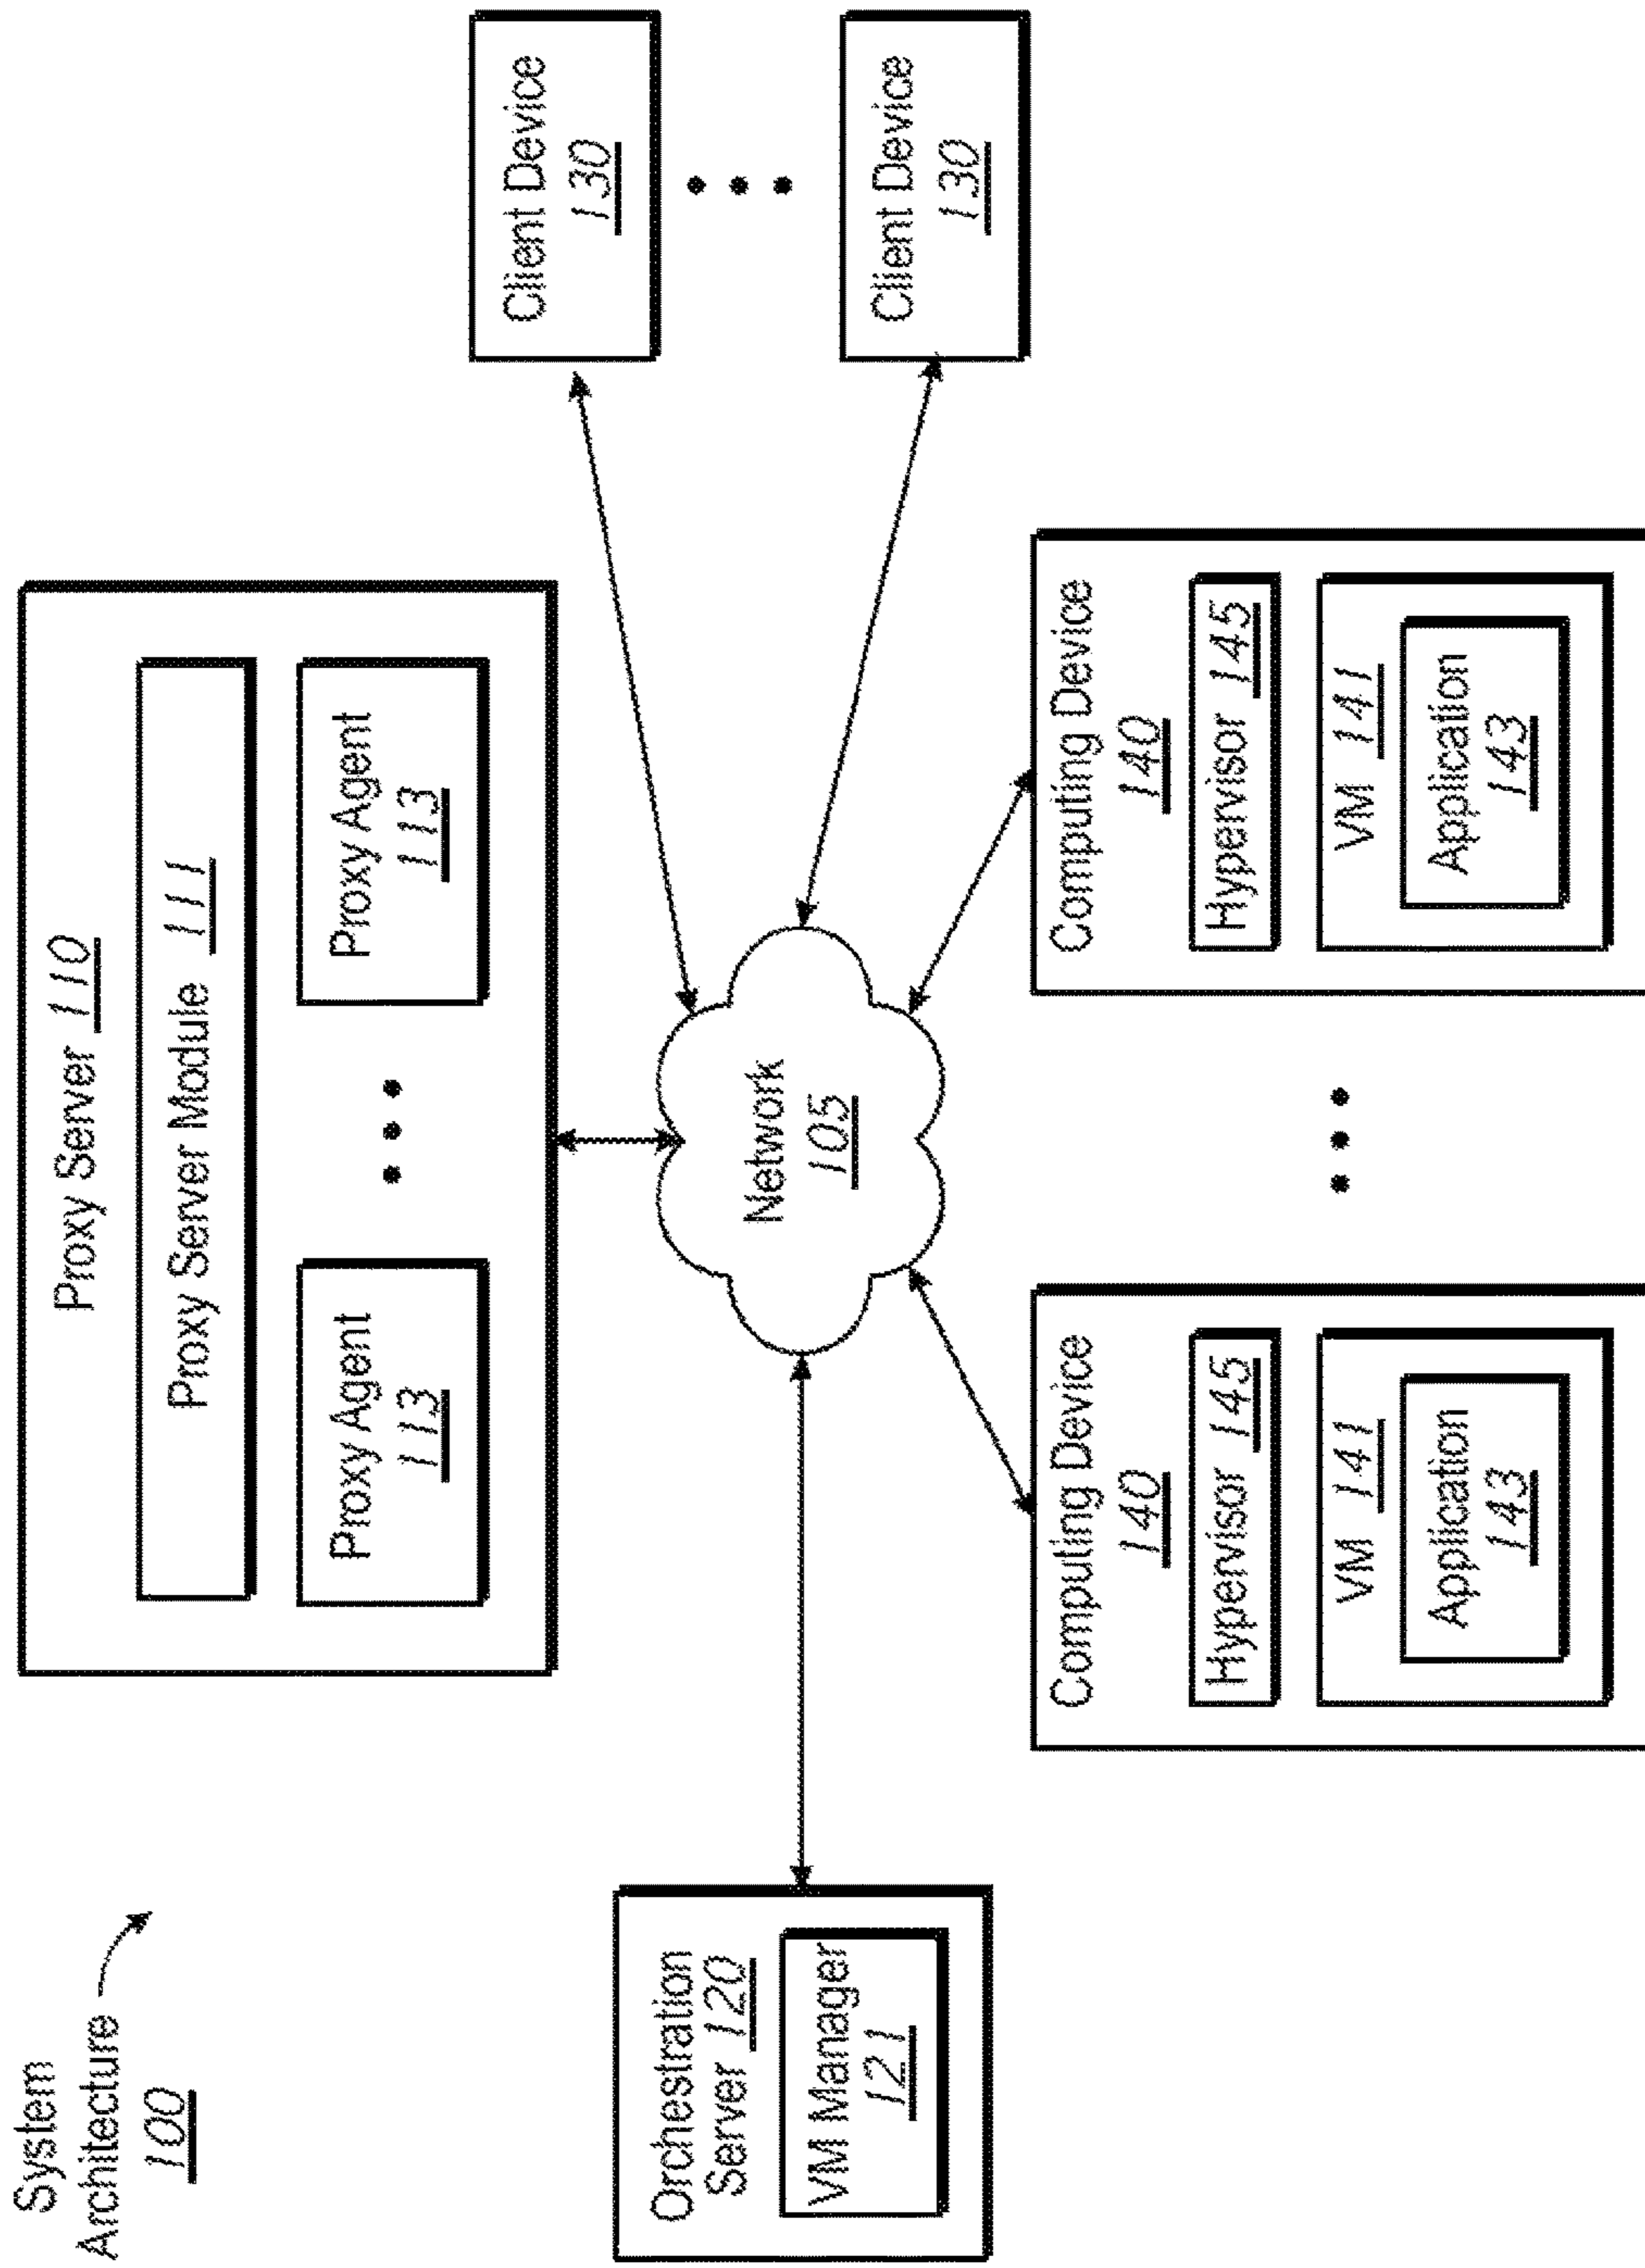 System
Architecture
100
Proxy Server 110
Proxy Server Module 111
Proxy Agent
113
Proxy Agent
113
Client Device
130
Client Device
130
Network
105
Orchestration
Server 120
VM Manager
121
Computing Device
140
Hypervisor 145
VM 141
Application
143
Computing Device
140
Hypervisor 145
VM 141
Application
143